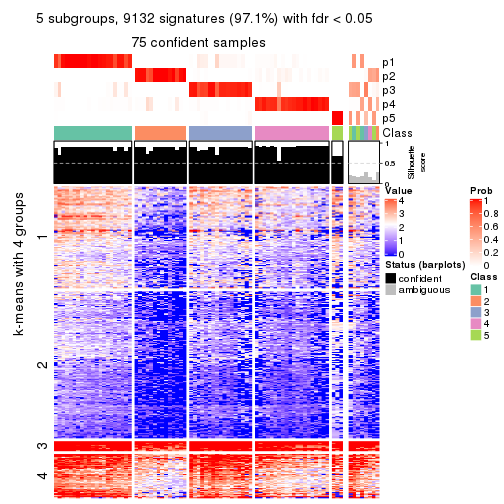 5 subgroups, 9132 signatures (97.1%) with fdr < 0.05
75 confident samples
p1
p2
p3
p4
p5
Class
1
0.5
0
Silhouette
score
k-means with 4 groups
1
2
3
4
Value
4
3
2
1
0
Status (barplots)
confident
ambiguous
Prob
1
0.8
0.6
0.4
0.2
0
Class
1
2
3
4
5